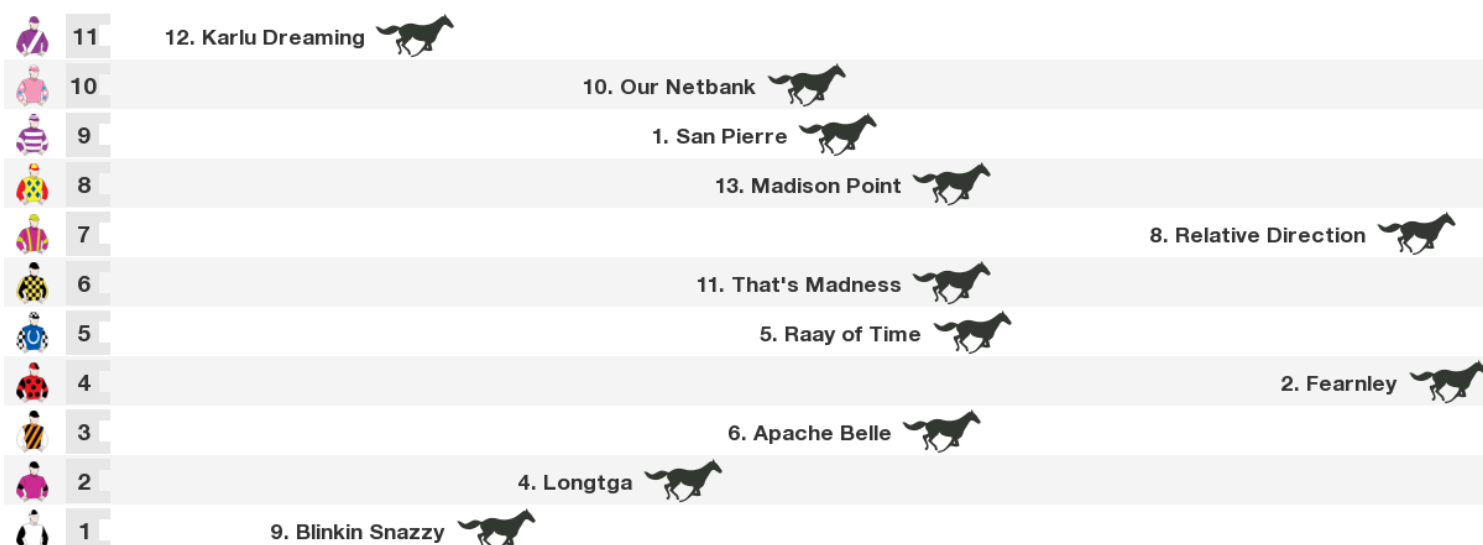 11 12. Karlu Dreaming
10 10. Our Netbank
9 1. San Pierre
8 13. Madison Point
7 8. Relative Direction
6 11. That's Madness
5 5. Raay of Time
4 2. Fearnley
3 6. Apache Belle
2 4. Longtga
1 9. Blinkin Snazzy